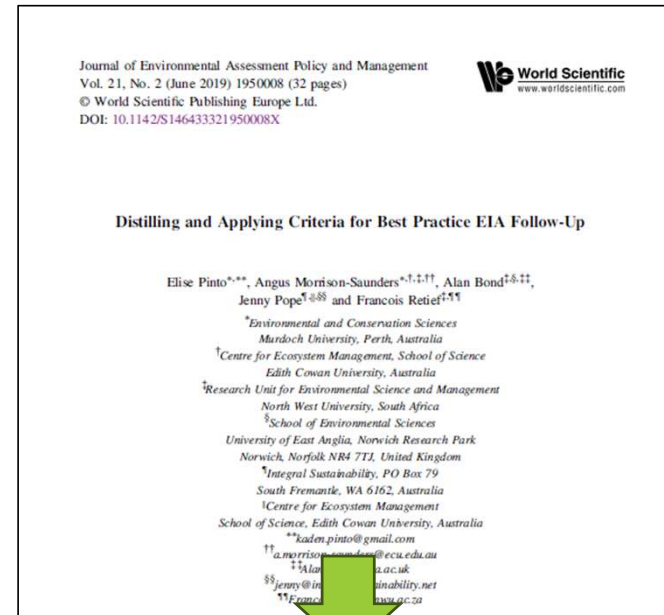 Journal of Environmental Assessment Policy and Management
Vol. 21, No. 2 (June 2019) 1950008 (32 pages)
© World Scientific Publishing Europe Ltd.
DOI: 10.1142/S146433321950008X
World Scientific
www.worldscientific.com
Distilling and Applying Criteria for Best Practice EIA Follow-Up
Elise Pinto*,**, Angus Morrison-Saunders*,†,‡,††, Alan Bond‡,§,‡‡,
Jenny Pope¶,||,§§ and Francois Retief‡,¶¶
*Environmental and Conservation Sciences
Murdoch University, Perth, Australia
†Centre for Ecosystem Management, School of Science
Edith Cowan University, Australia
‡Research Unit for Environmental Science and Management
North West University, South Africa
§School of Environmental Sciences
University of East Anglia, Norwich Research Park
Norwich, Norfolk NR4 7TJ, United Kingdom
¶Integral Sustainability, PO Box 79
South Fremantle, WA 6162, Australia
||Centre for Ecosystem Management
School of Science, Edith Cowan University, Australia
**kaden.pinto@gmail.com
††a.morrison-saunders@ecu.edu.au